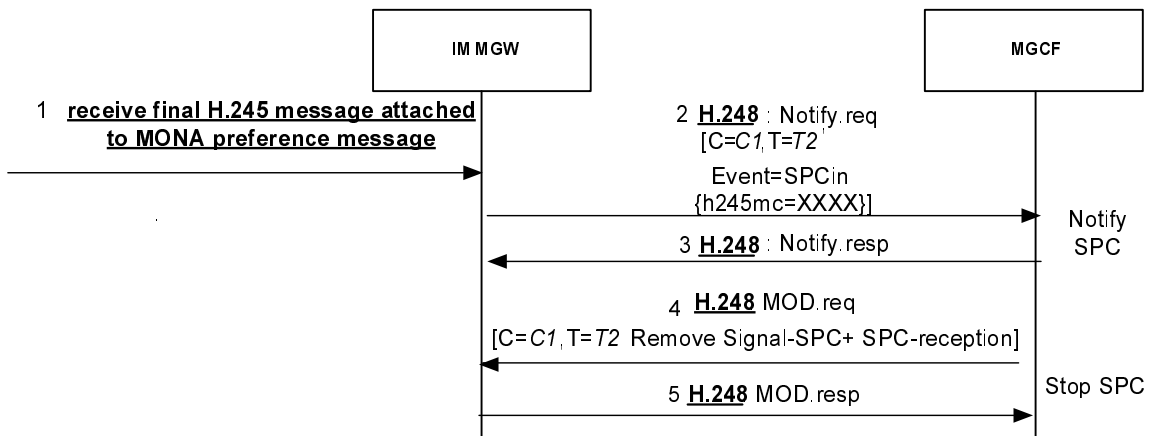 IM MGW
MGCF
1 receive final H.245 message attached
to MONA preference message
2 H.248 : Notify.req
[C=C1,T=T2 '
Event=SPCin
{h245mc=XXXX}]
Notify
SPC
3 H.248 : Notify.resp
4 H.248 MOD.req
[C=C1,T=T2 Remove Signal-SPC+ SPC-reception]
Stop SPC
5 H.248 MOD.resp